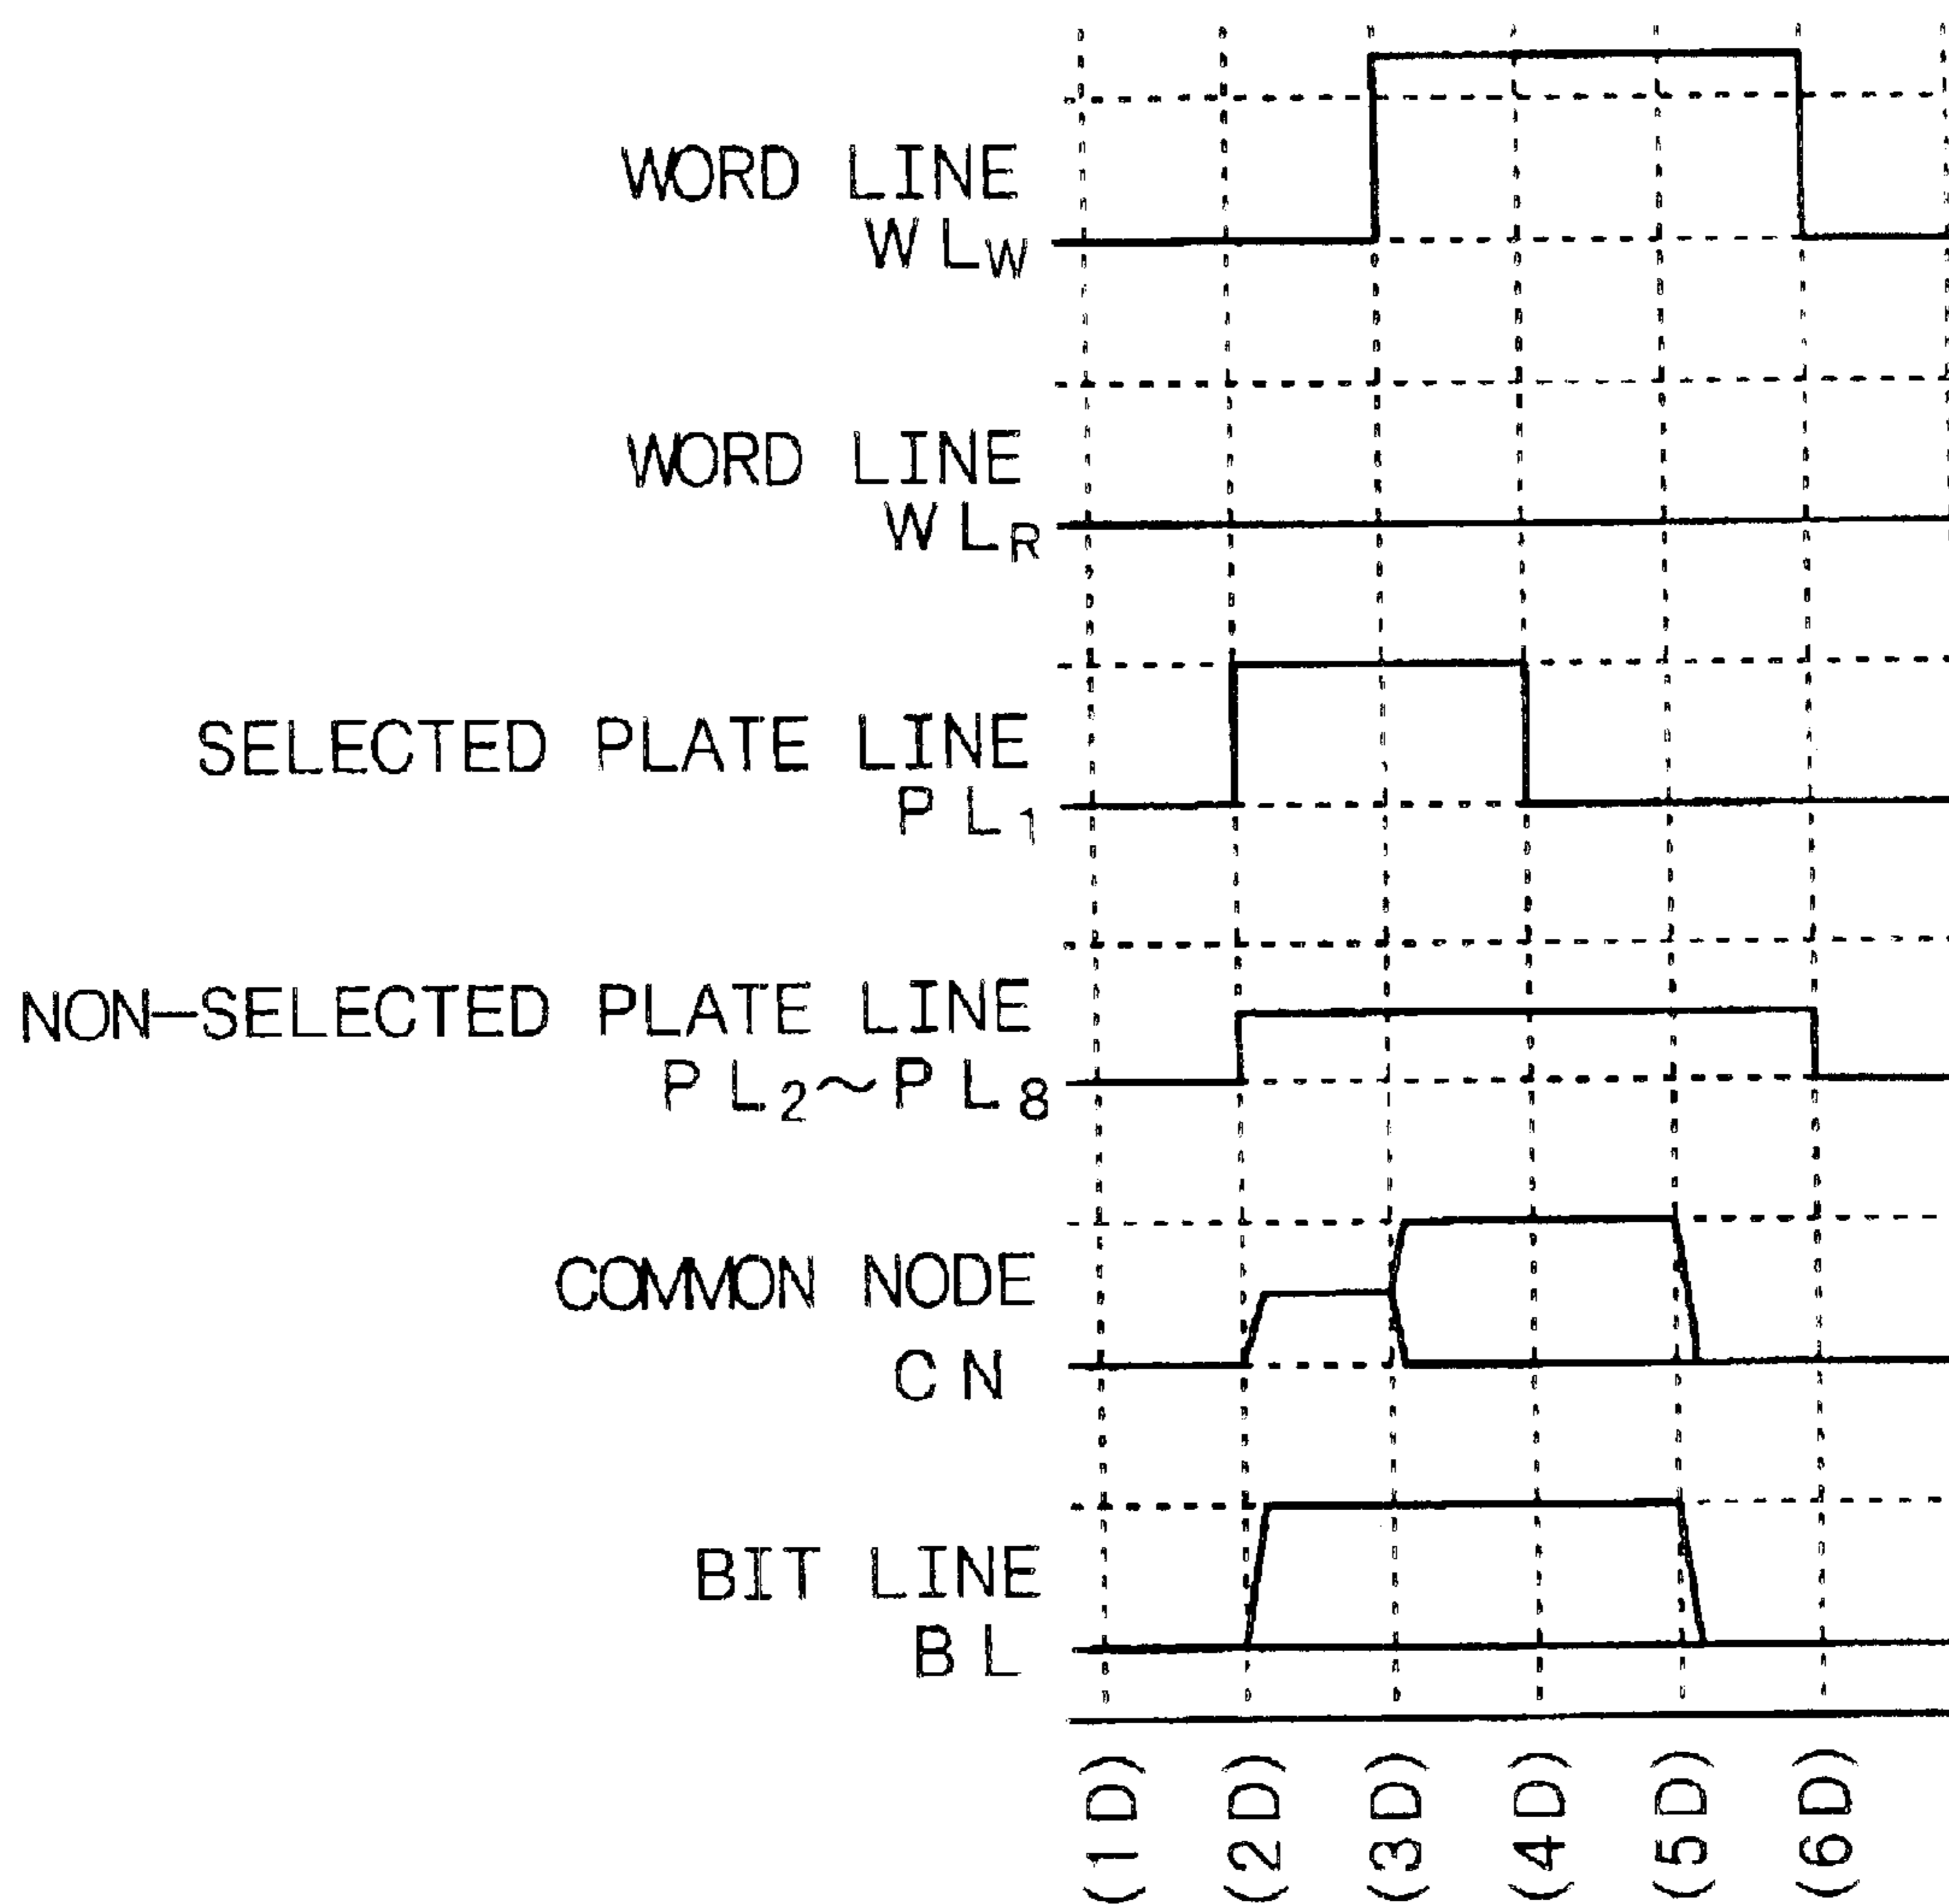 WORD LINE
WLW
WORD LINE
WLR
SELECTED PLATE LINE
PL1
NON-SELECTED PLATE LINE
PL2~PL8
COMMON NODE
CN
BIT LINE
BL
(1D) (2D) (3D) (4D) (5D) (6D)